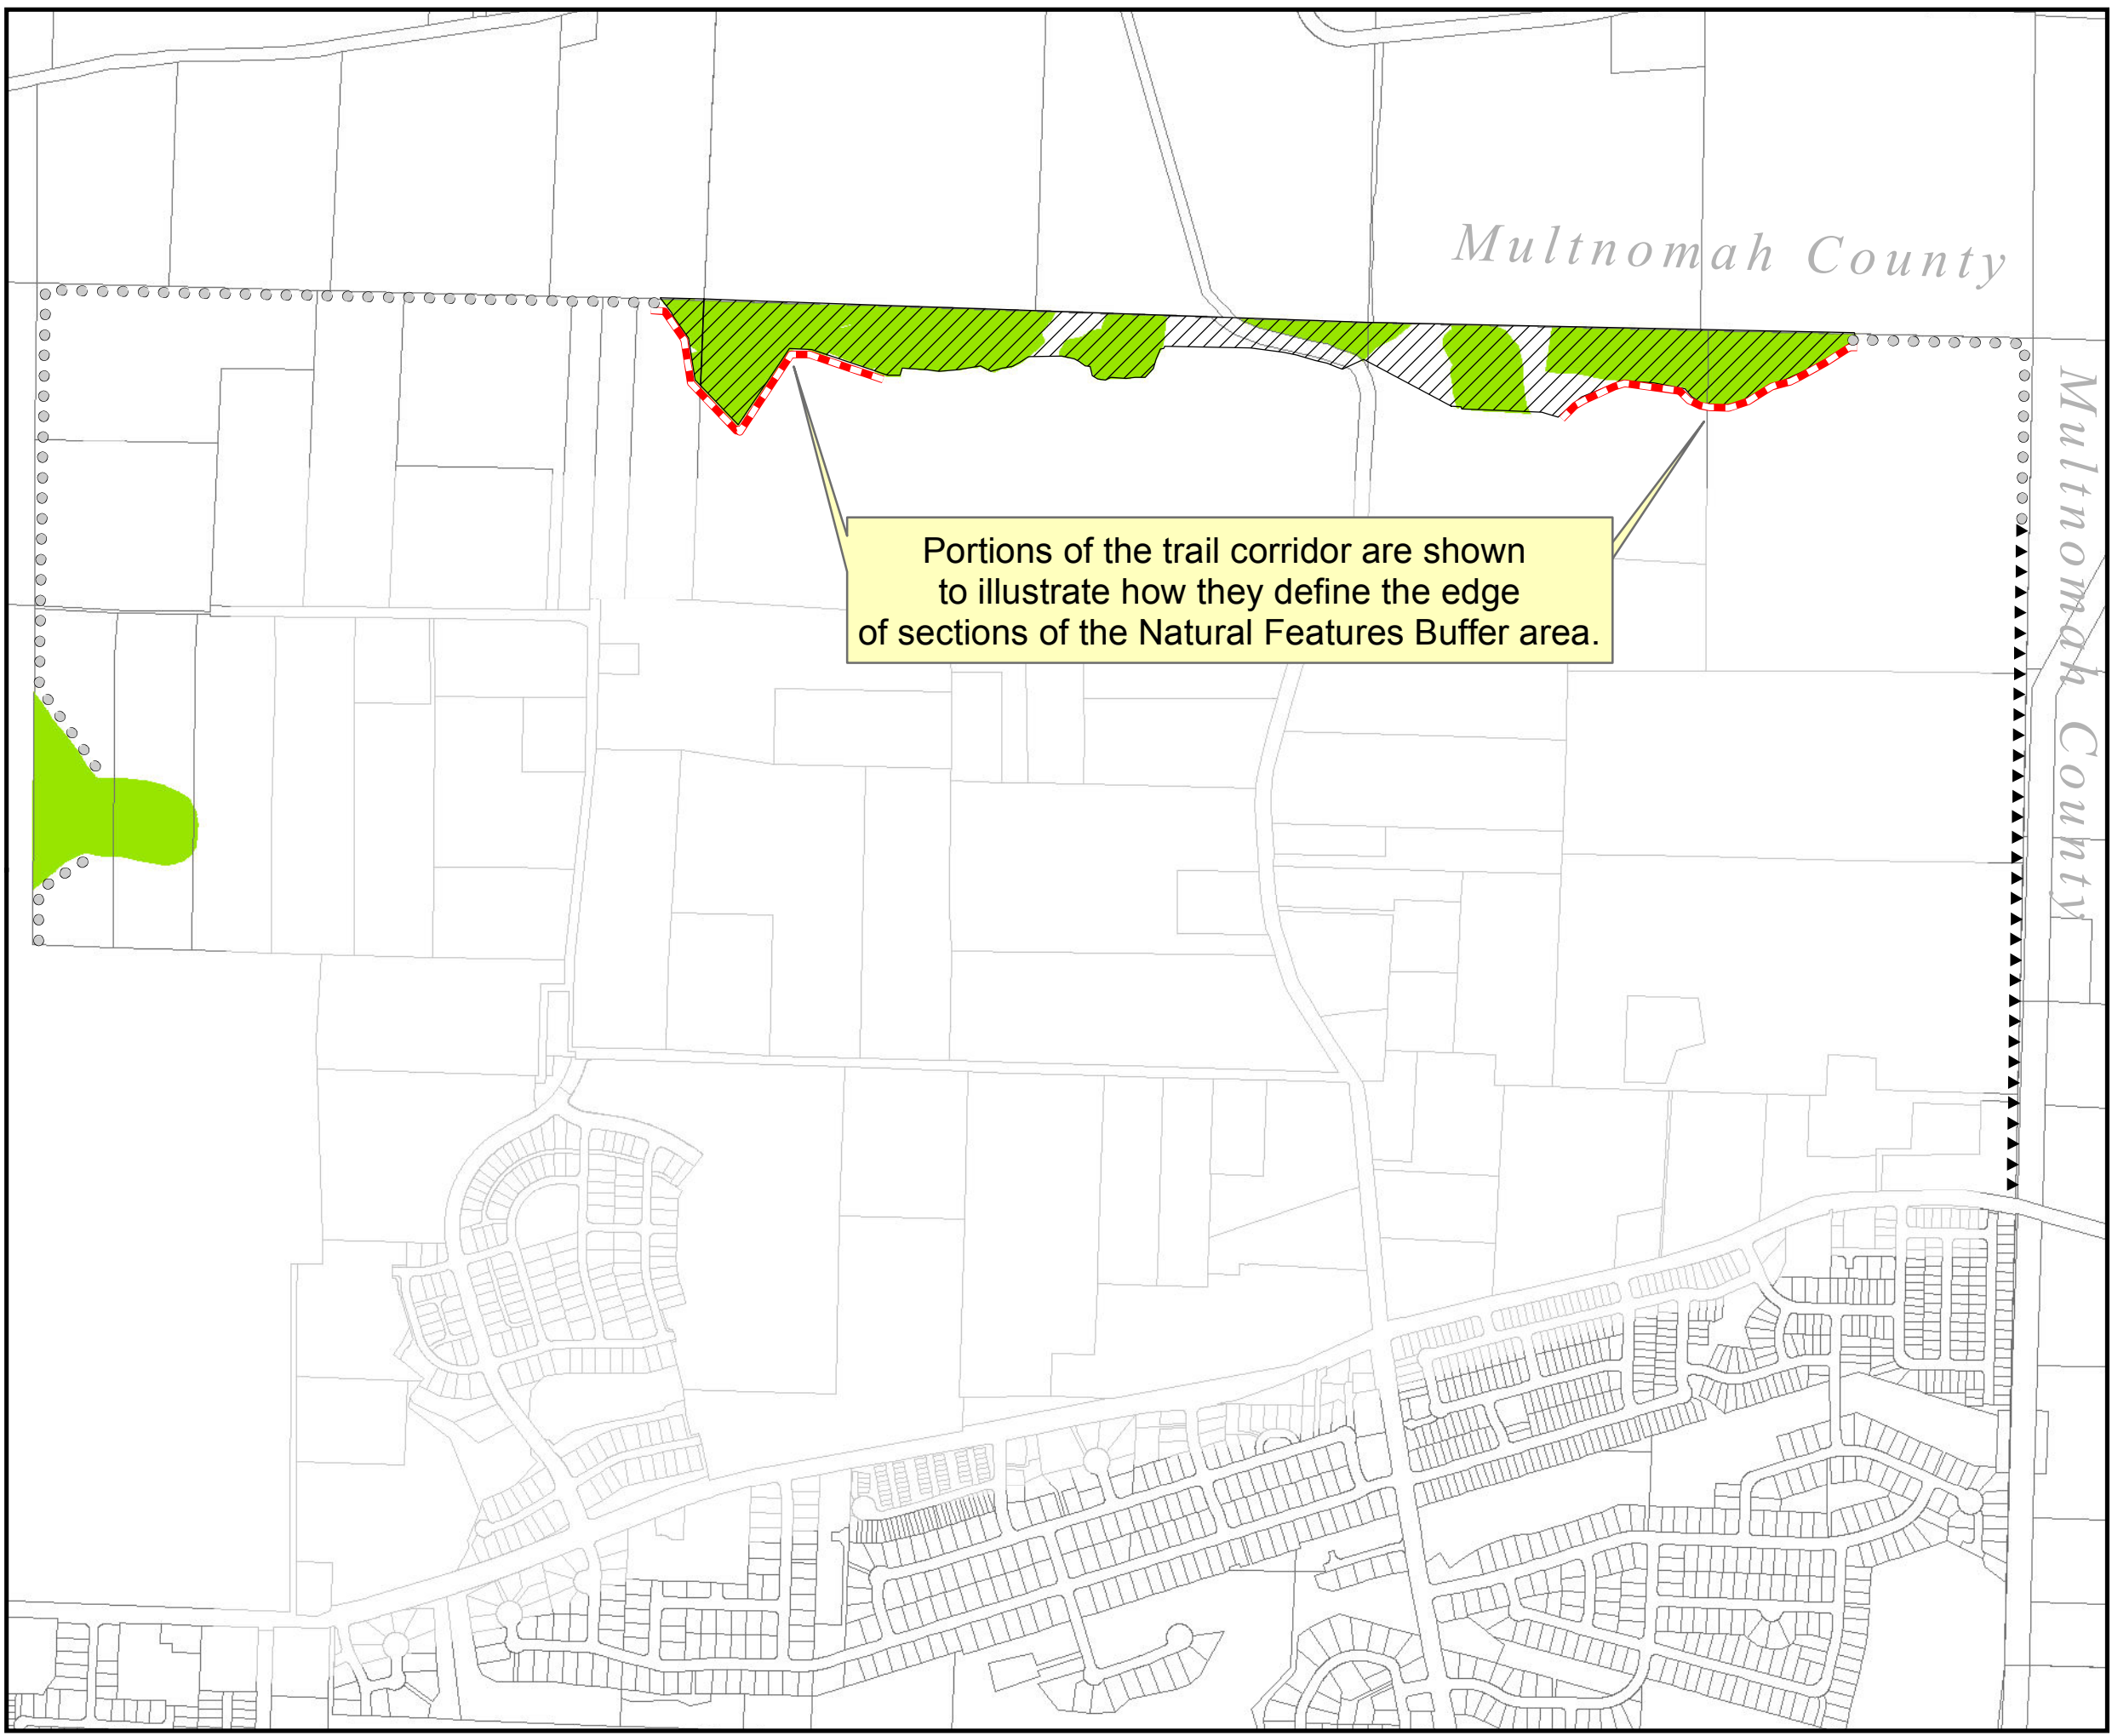 Multnomah County
Multnomah County
Portions of the trail corridor are shown
to illustrate how they define the edge
of sections of the Natural Features Buffer area.